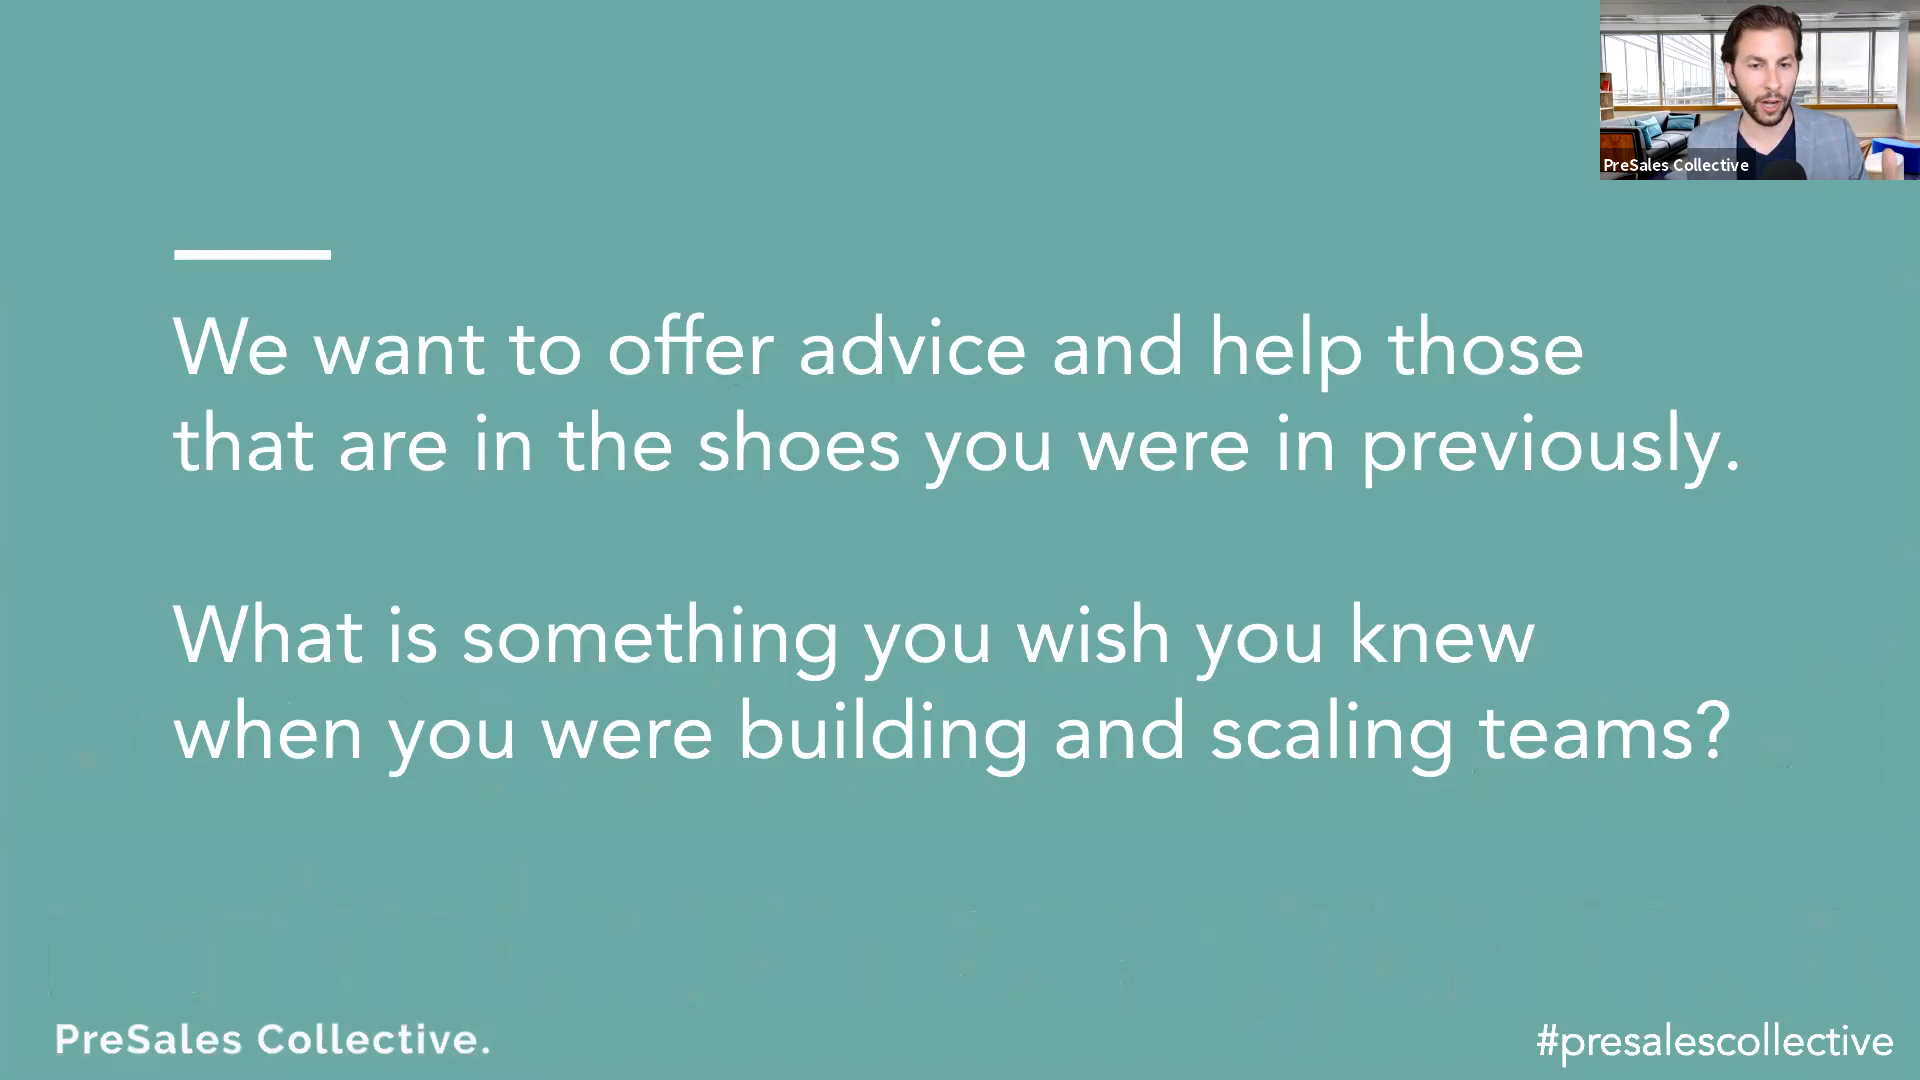 PreSales Collective
We want to offer advice and help those
that are in the shoes you were in previously.
What is something you wish you knew
when you were building and scaling teams?
PreSales Collective.
#presalescollective